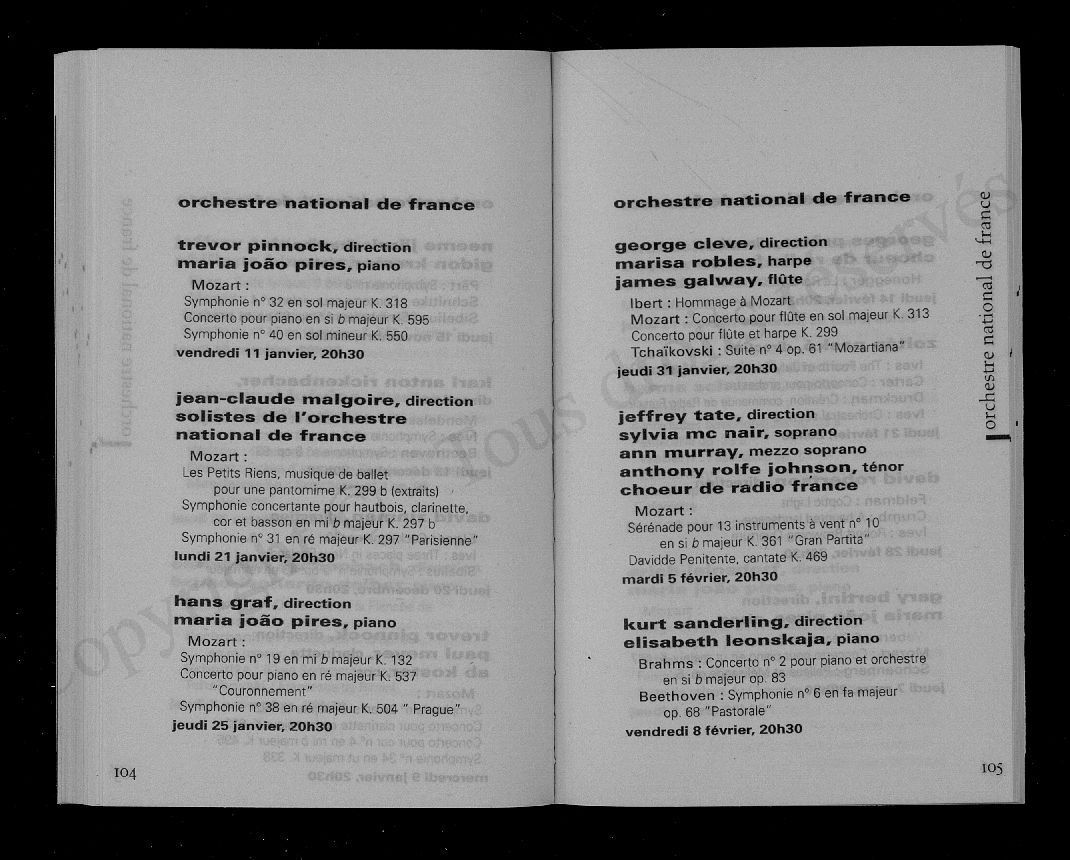 orchestre national de france
trevor pinnock, direction
maria joão pires, piano
Mozart :
Symphonie n° 32 en sol majeur K. 318
Concerto pour piano en si b majeur K. 595
Symphonie n° 40 en sol mineur K. 550
vendredi 11 janvier, 20h30
jean-claude malgoire, direction
solistes de l'orchestre
national de france
Mozart :
Les Petits Riens, musique de ballet
pour une pantomime K. 299 b (extraits)
Symphonie concertante pour hautbois, clarinette,
cor et basson en mi b majeur K. 297 b
Symphonie n° 31 en ré majeur K. 297 "Parisienne"
lundi 21 janvier, 20h30
hans graf, direction
maria joão pires, piano
Mozart :
Symphonie n° 19 en mi b majeur K. 132
Concerto pour piano en ré majeur K. 537
"Couronnement"
Symphonie n° 38 en ré majeur K. 504 " Prague"
jeudi 25 janvier, 20h30
104
orchestre national de france
george cleve, direction
marisa robles, harpe
james galway, flûte
Ibert : Hommage à Mozart
Mozart : Concerto pour flûte en sol majeur K. 313
Concerto pour flûte et harpe K. 299
Tchaïkovski : Suite n° 4 op. 61 "Mozartiana"
jeudi 31 janvier, 20h30
jeffrey tate, direction
sylvia mc nair, soprano
ann murray, mezzo soprano
anthony rolfe johnson, ténor
choeur de radio france
Mozart :
Sérénade pour 13 instruments à vent n° 10
en si b majeur K. 361 "Gran Partita"
Davidde Penitente, cantate K. 469
mardi 5 février, 20h30
kurt sanderling, direction
elisabeth leonskaja, piano
Brahms : Concerto n° 2 pour piano et orchestre
en si b majeur op. 83
Beethoven : Symphonie n° 6 en fa majeur
op. 68 "Pastorale"
vendredi 8 février, 20h30
105
orchestre national de france